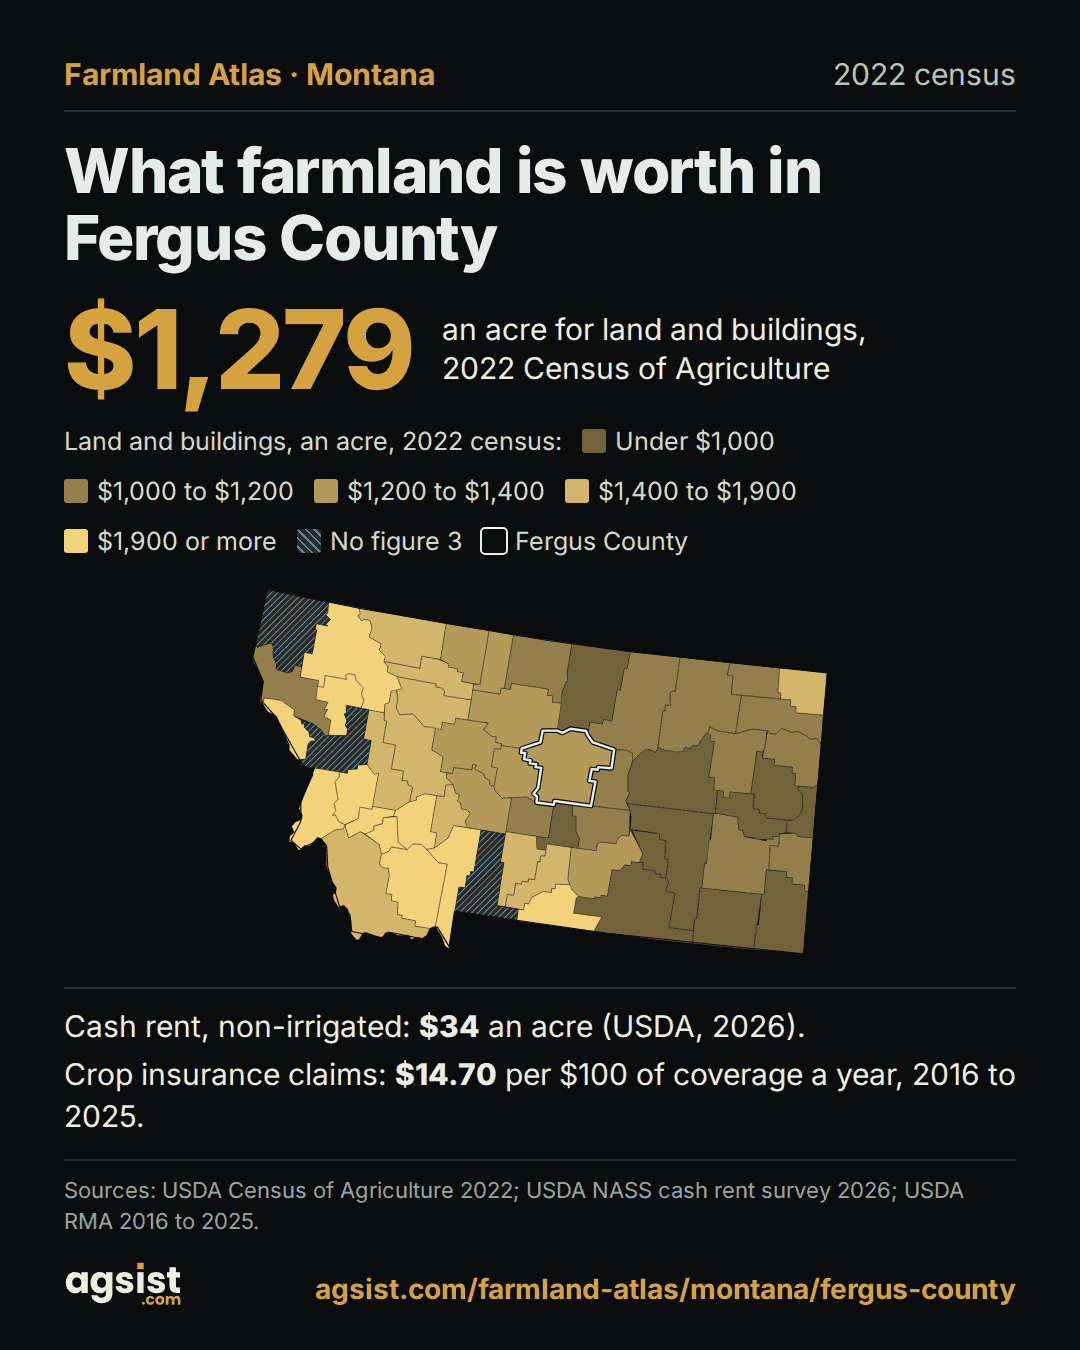 Farmland Atlas · Montana
2022 census
What farmland is worth in
Fergus County
$1,279
an acre for land and buildings,
2022 Census of Agriculture
Land and buildings, an acre, 2022 census: Under $1,000
$1,000 to $1,200 $1,200 to $1,400 $1,400 to $1,900
$1,900 or more No figure 3 Fergus County
Cash rent, non-irrigated: $34 an acre (USDA, 2026).
Crop insurance claims: $14.70 per $100 of coverage a year, 2016 to
2025.
Sources: USDA Census of Agriculture 2022; USDA NASS cash rent survey 2026; USDA
RMA 2016 to 2025.
agsist
.com
agsist.com/farmland-atlas/montana/fergus-county